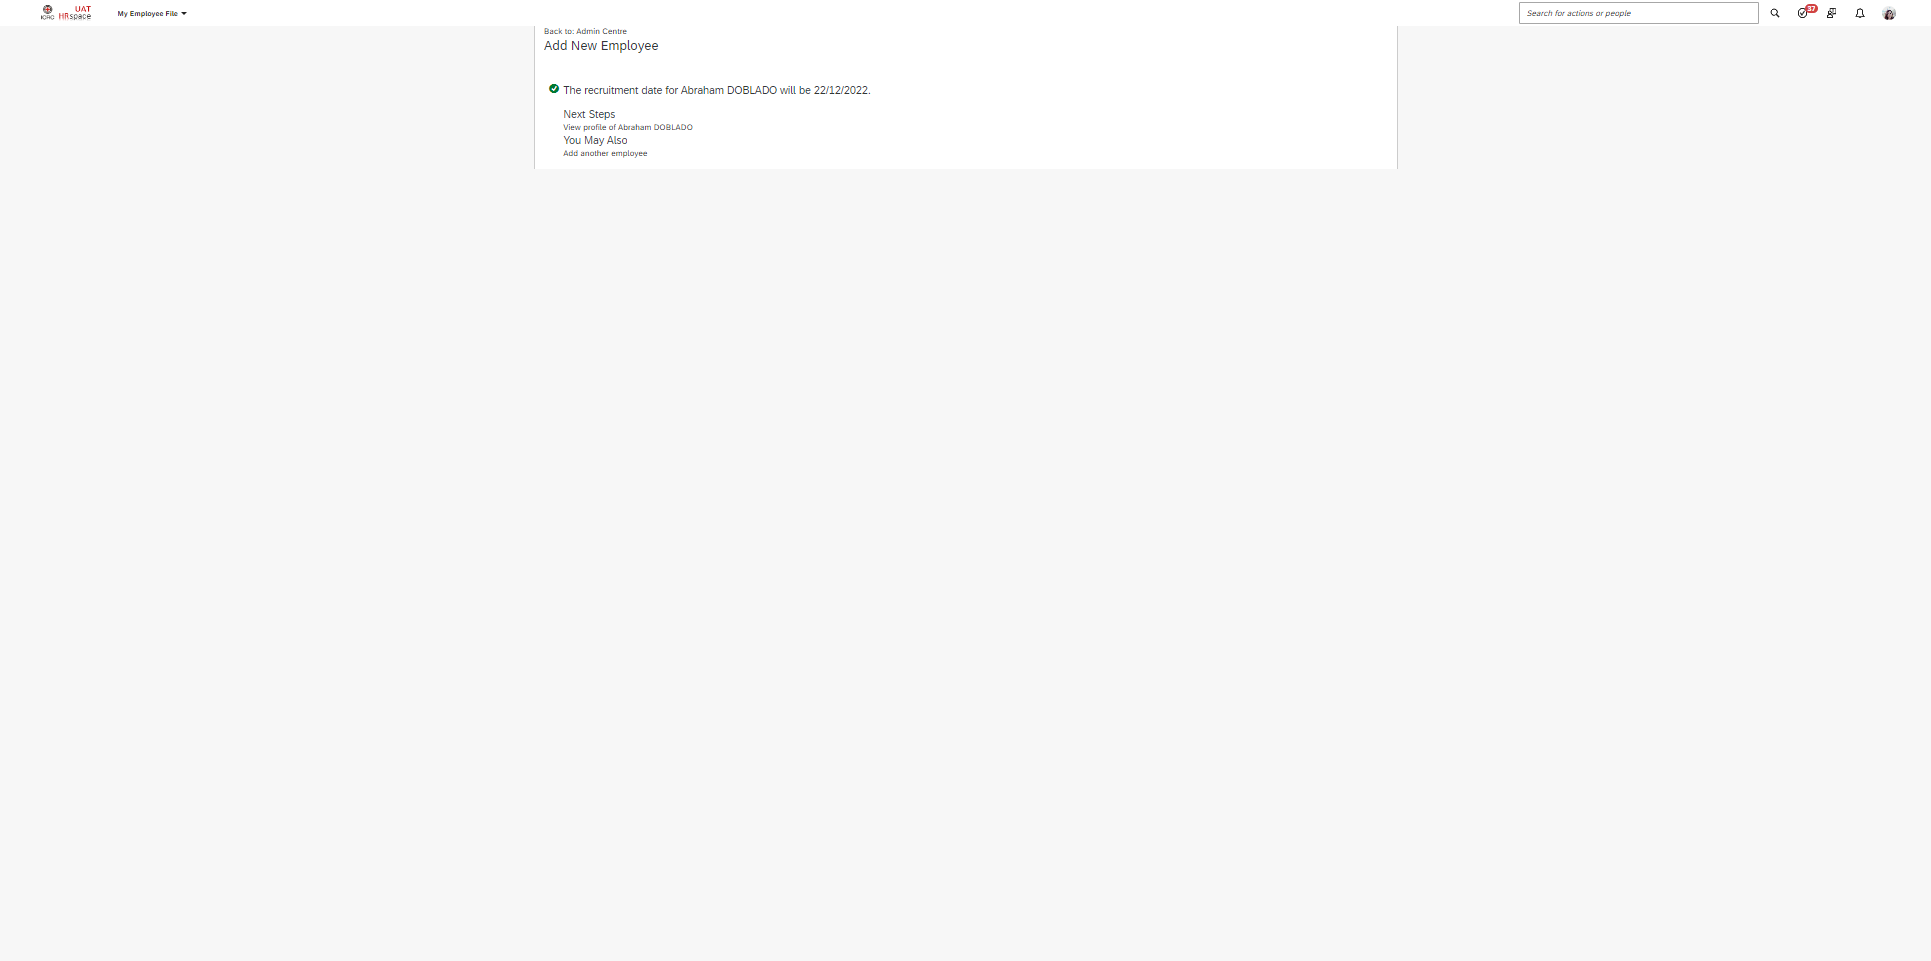 UAT
ICRC HRspace
My Employee File
Search for actions or people
37
Back to: Admin Centre
Add New Employee
The recruitment date for Abraham DOBLADO will be 22/12/2022.
Next Steps
View profile of Abraham DOBLADO
You May Also
Add another employee